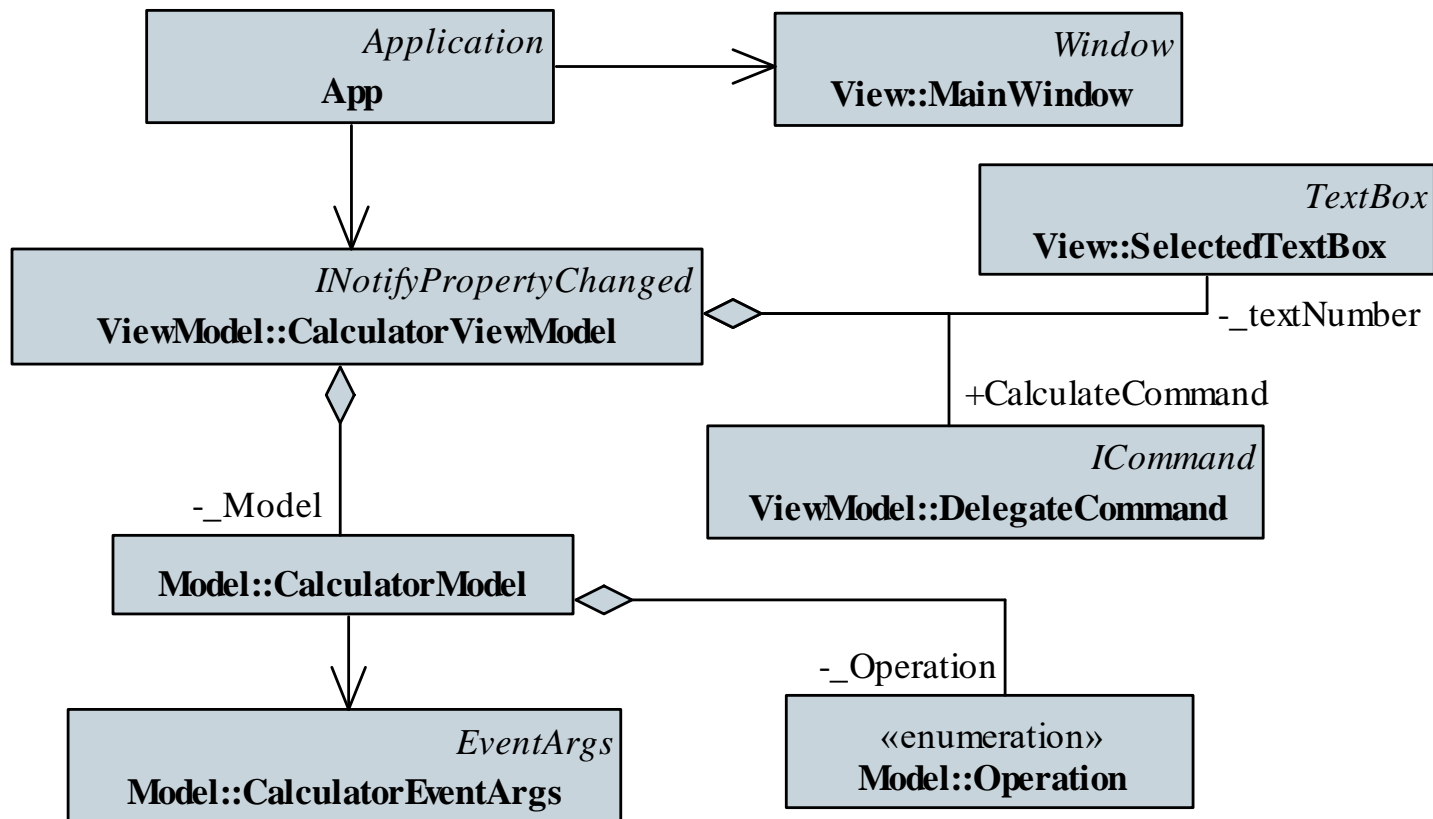 Application
App
Window
View::MainWindow
TextBox
View::SelectedTextBox
-_textNumber
INotifyPropertyChanged
ViewModel::CalculatorViewModel
+CalculateCommand
ICommand
ViewModel::DelegateCommand
-_Model
Model::CalculatorModel
-_Operation
«enumeration»
Model::Operation
EventArgs
Model::CalculatorEventArgs